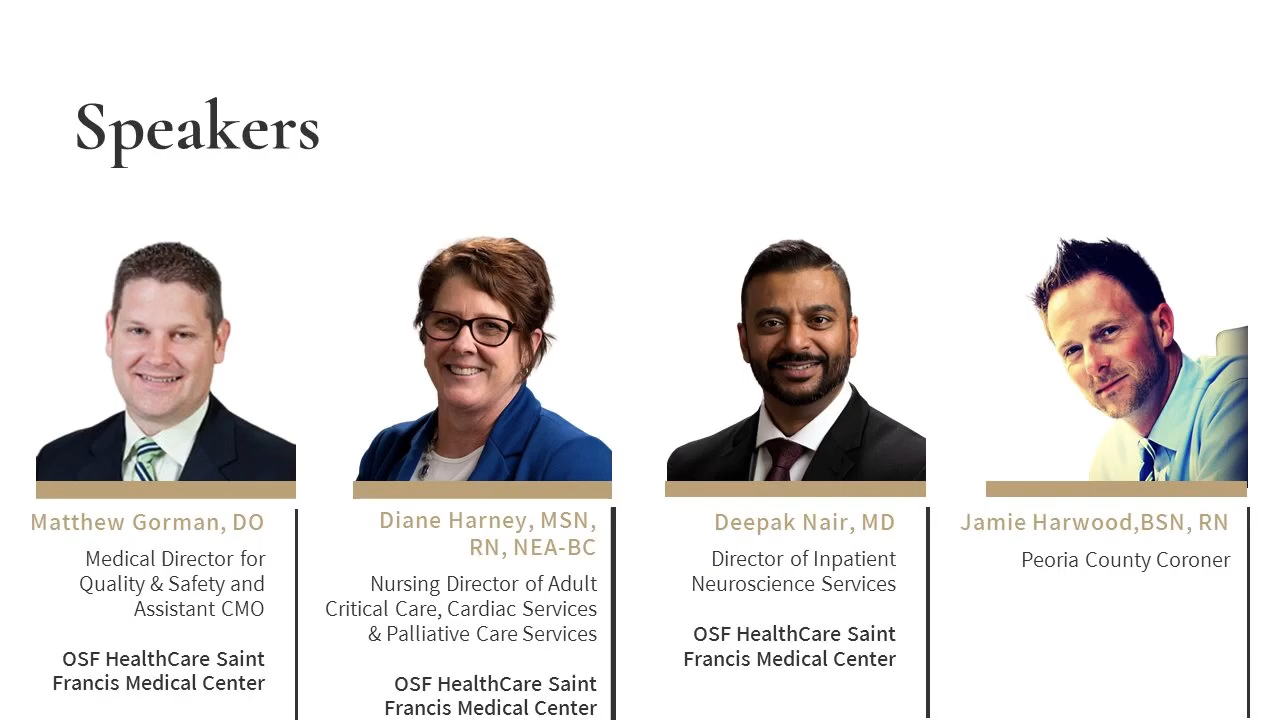 Speakers
Matthew Gorman, DO
Medical Director for
Quality & Safety and
Assistant CMO
OSF HealthCare Saint
Francis Medical Center
Diane Harney, MSN,
RN, NEA-BC
Nursing Director of Adult
Critical Care, Cardiac Services
& Palliative Care Services
OSF HealthCare Saint
Francis Medical Center
Deepak Nair, MD
Director of Inpatient
Neuroscience Services
OSF HealthCare Saint
Francis Medical Center
Jamie Harwood,BSN, RN
Peoria County Coroner